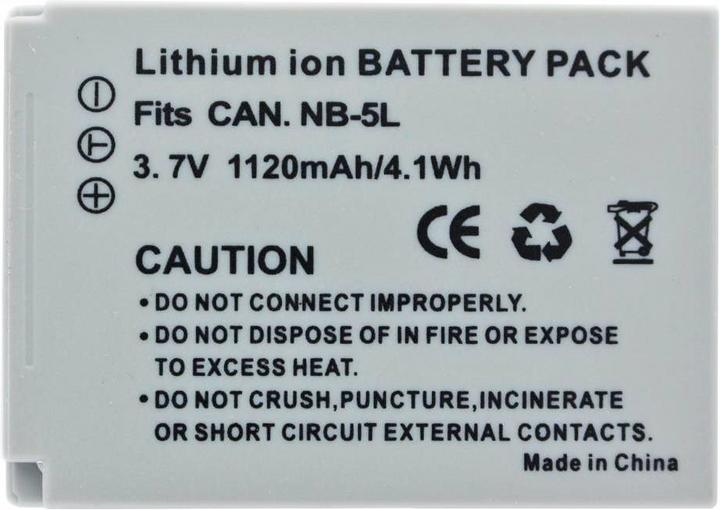 Lithium ion BATTERY PACK
Fits CAN. NB-5L
3.7V 1120mAh/4.1Wh
CE
CAUTION
• DO NOT CONNECT IMPROPERLY.
• DO NOT DISPOSE OF IN FIRE OR EXPOSE
TO EXCESS HEAT.
• DO NOT CRUSH,PUNCTURE,INCINERATE
OR SHORT CIRCUIT EXTERNAL CONTACTS.
Made in China